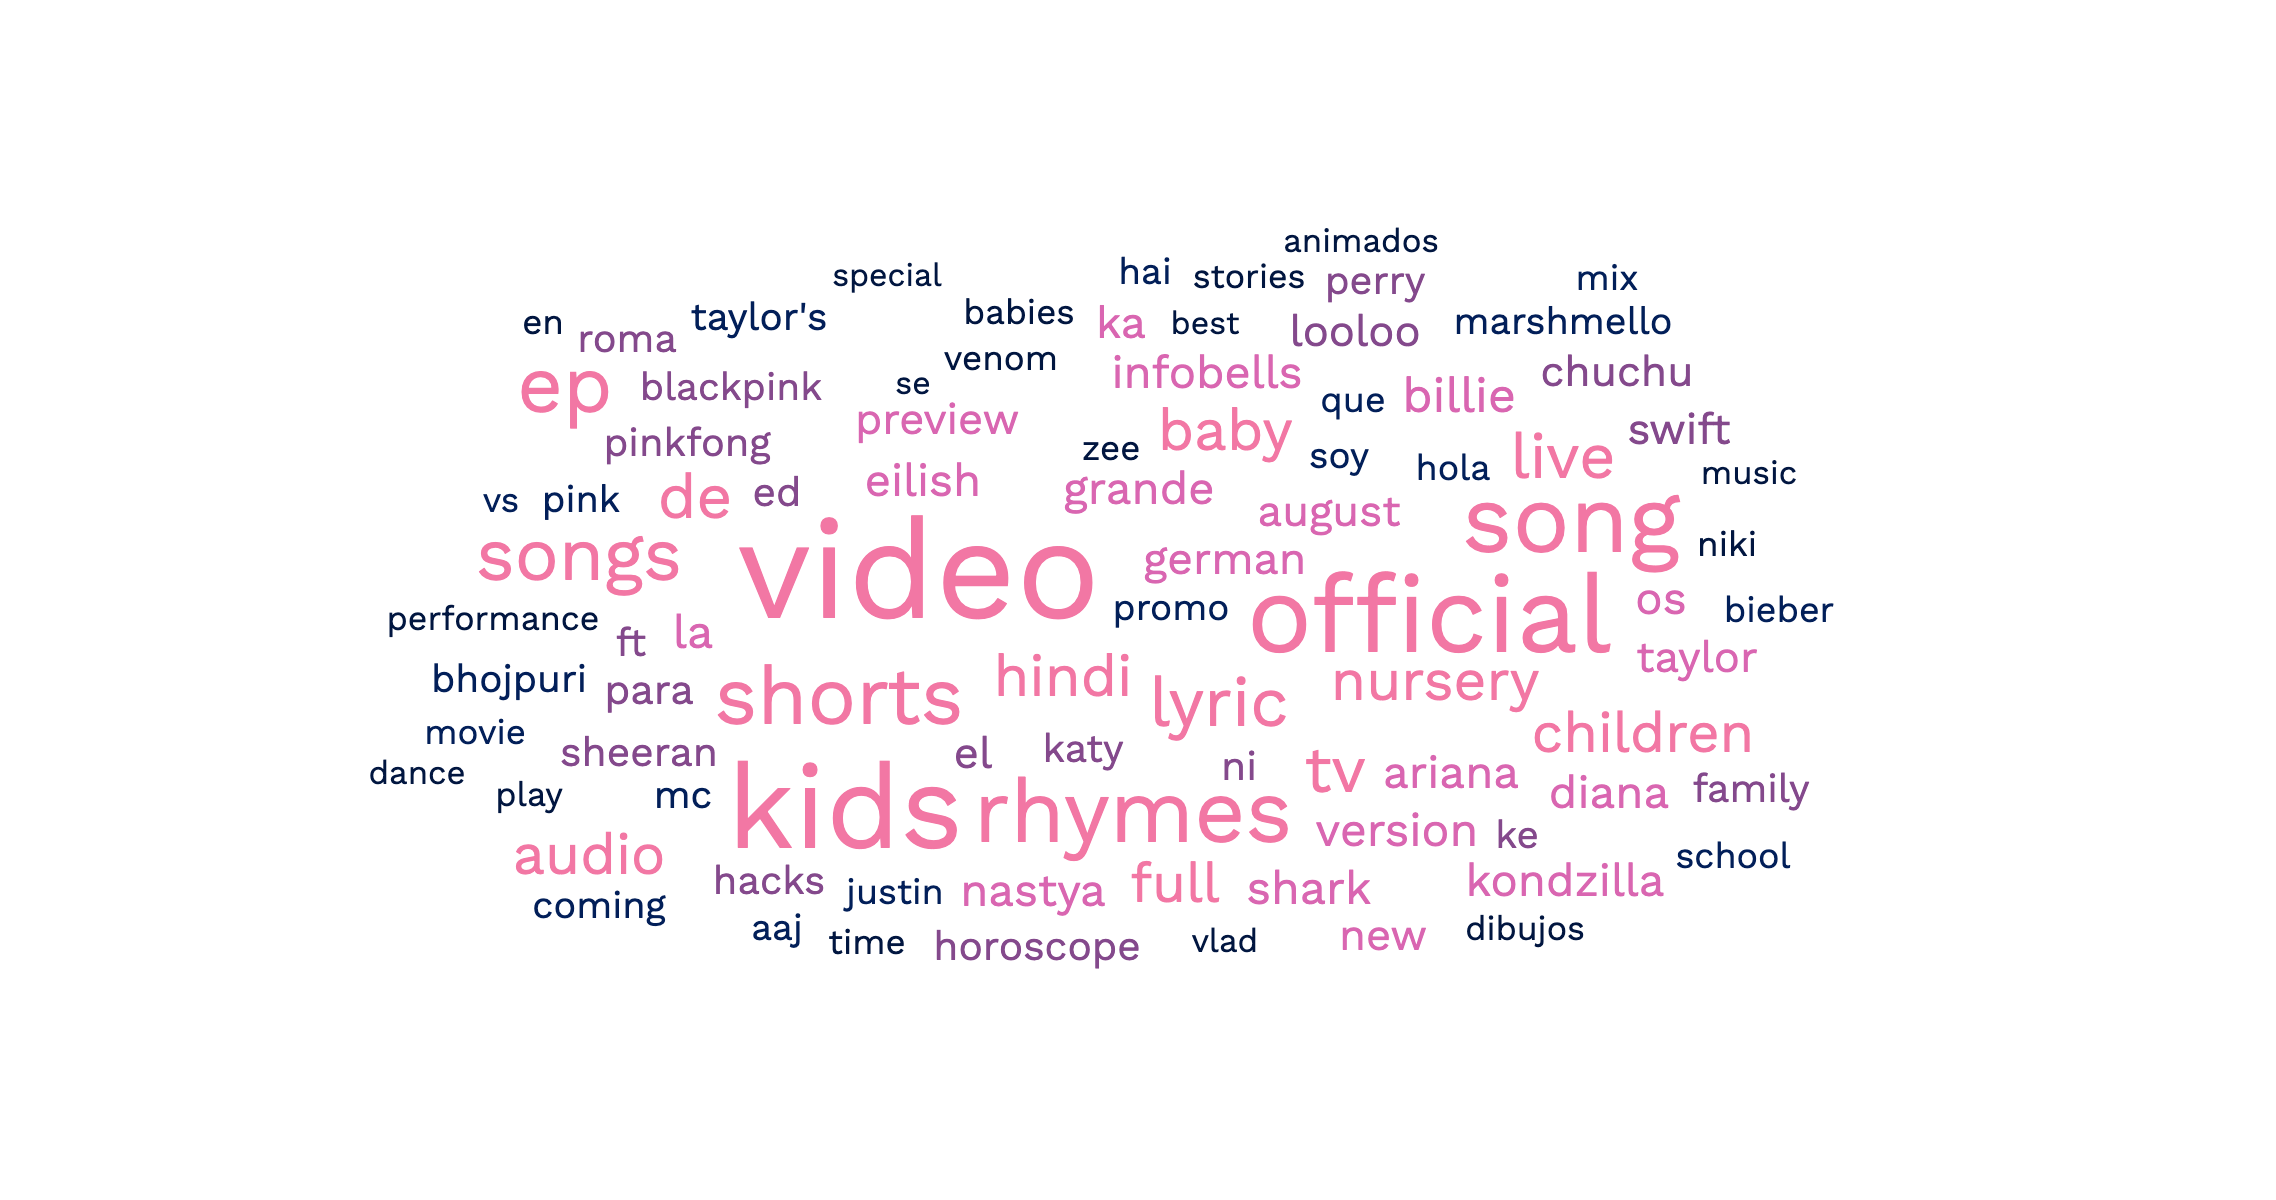 animados
special
hai
stories
perry
mix
en
roma
taylor's
babies
ka
best
looloo
marshmello
venom
infobells
chuchu
ep
blackpink
se
que
billie
preview
baby
swift
pinkfong
zee
soy
hola
live
music
vs
pink
de
ed
eilish
grande
august
song
niki
songs
video
german
promo
official
os
bieber
performance
ft
la
taylor
bhojpuri
para
shorts
hindi
lyric
nursery
children
movie
sheeran
el
katy
ni
tv
ariana
diana
family
dance
play
mc
kids
rhymes
version
ke
school
audio
hacks
justin
nastya
full
shark
kondzilla
coming
aaj
time
horoscope
vlad
new
dibujos